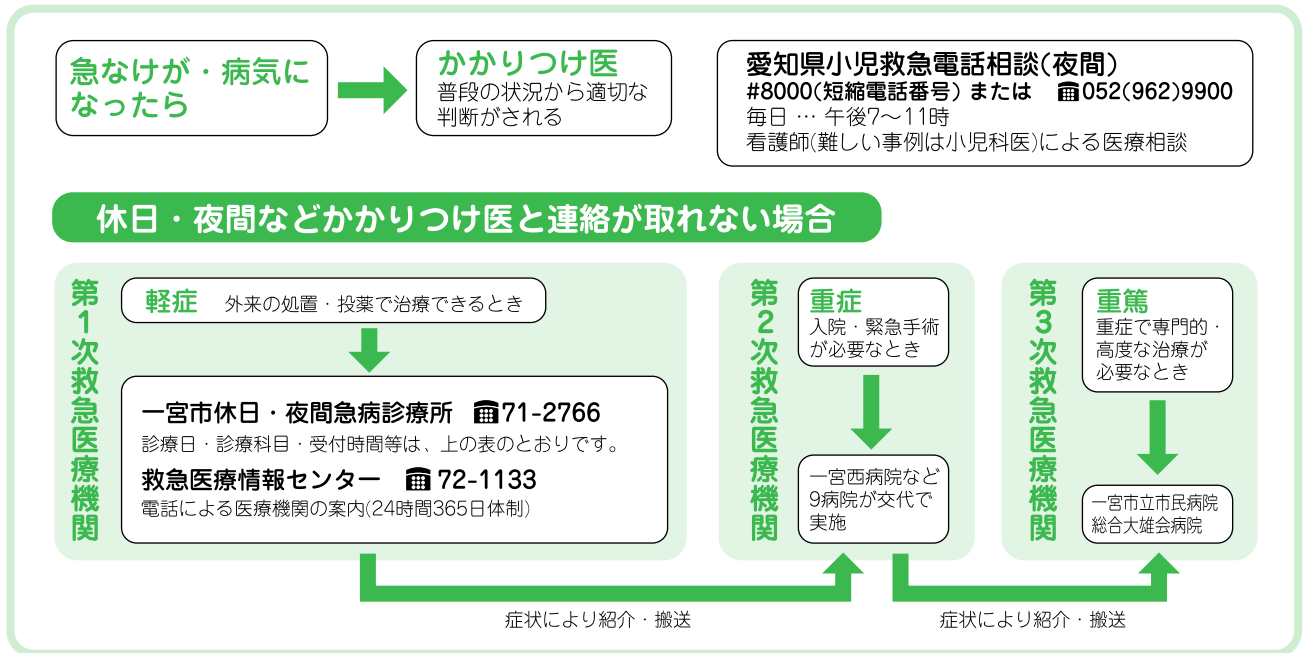 急なけが・病気に
なったら
かかりつけ医
普段の状況から適切な
判断がされる
愛知県小児救急電話相談(夜間)
#8000(短縮電話番号) または ☎052(962)9900
毎日 … 午後7～11時
看護師(難しい事例は小児科医)による医療相談
休日・夜間などかかりつけ医と連絡が取れない場合
第1次救急医療機関
軽症 外来の処置・投薬で治療できるとき
一宮市休日・夜間急病診療所 ☎71-2766
診療日・診療科目・受付時間等は、上の表のとおりです。
救急医療情報センター ☎72-1133
電話による医療機関の案内(24時間365日体制)
第2次救急医療機関
重症
入院・緊急手術
が必要なとき
一宮西病院など
9病院が交代で
実施
第3次救急医療機関
重篤
重症で専門的・
高度な治療が
必要なとき
一宮市立市民病院
総合大雄会病院
症状により紹介・搬送
症状により紹介・搬送